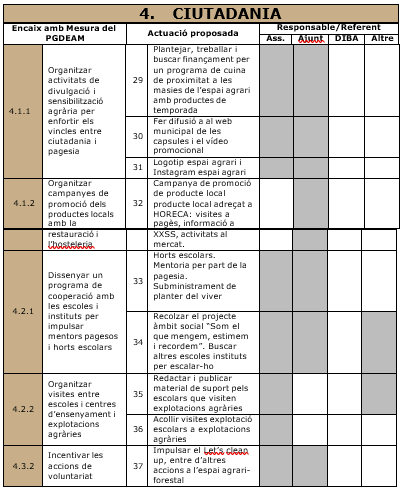 4. CIUTADANIA
Encaix amb Mesura del
PGDEAM
Actuació proposada
Responsable/Referent
Ass. Ajunt DIBA Altre
4.1.1
Organitzar
activitats de
divulgació i
sensibilització
agrària per
enfortir els
vincles entre
ciutadania i
pagesia
29
Plantejar, treballar i
buscar finançament per
un programa de cuina
de proximitat a les
masies de l'espai agrari
amb productes de
temporada
30
Fer difusió a al web
municipal de les
capsules i el vídeo
promocional
31
Logotip espai agrari i
Instagram espai agrari
4.1.2
Organitzar
campanyes de
promoció dels
productes locals
amb la
restauració i
l'hosteleria
32
Campanya de promoció
de producte local
producte local adreçat a
HORECA: visites a
pagès, informació a
XXSS, activitats al
mercat.
4.2.1
Dissenyar un
programa de
cooperació amb
les escoles i
instituts per
impulsar
mentors pagesos
i horts escolars
33
Horts escolars.
Mentoria per part de la
pagesia.
Subministrament de
planter del viver
34
Recolzar el projecte
àmbit social "Som el
que mengem, estimem
i recordem". Buscar
altres escoles instituts
per escalar-ho
4.2.2
Organitzar
visites entre
escoles i centres
d'ensenyament i
explotacions
agràries
35
Redactar i publicar
material de suport pels
escolars que visiten
explotacions agràries
36
Acollir visites explotació
escolars a explotacions
agràries
4.3.2
Incentivar les
accions de
voluntariat
37
Impulsar el Let's clean
up, entre d'altres
accions a l'espai agrari-
forestal